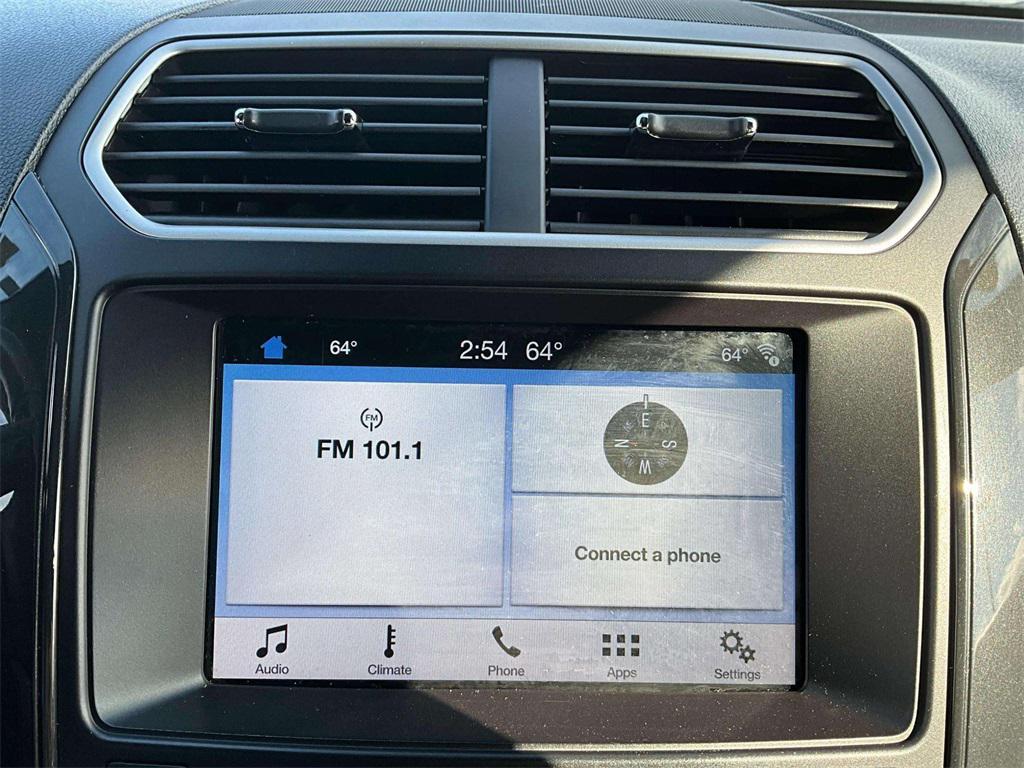 64° 2:54 64° 64°
FM
FM 101.1
E
N S
W
Connect a phone
Audio Climate Phone Apps Settings